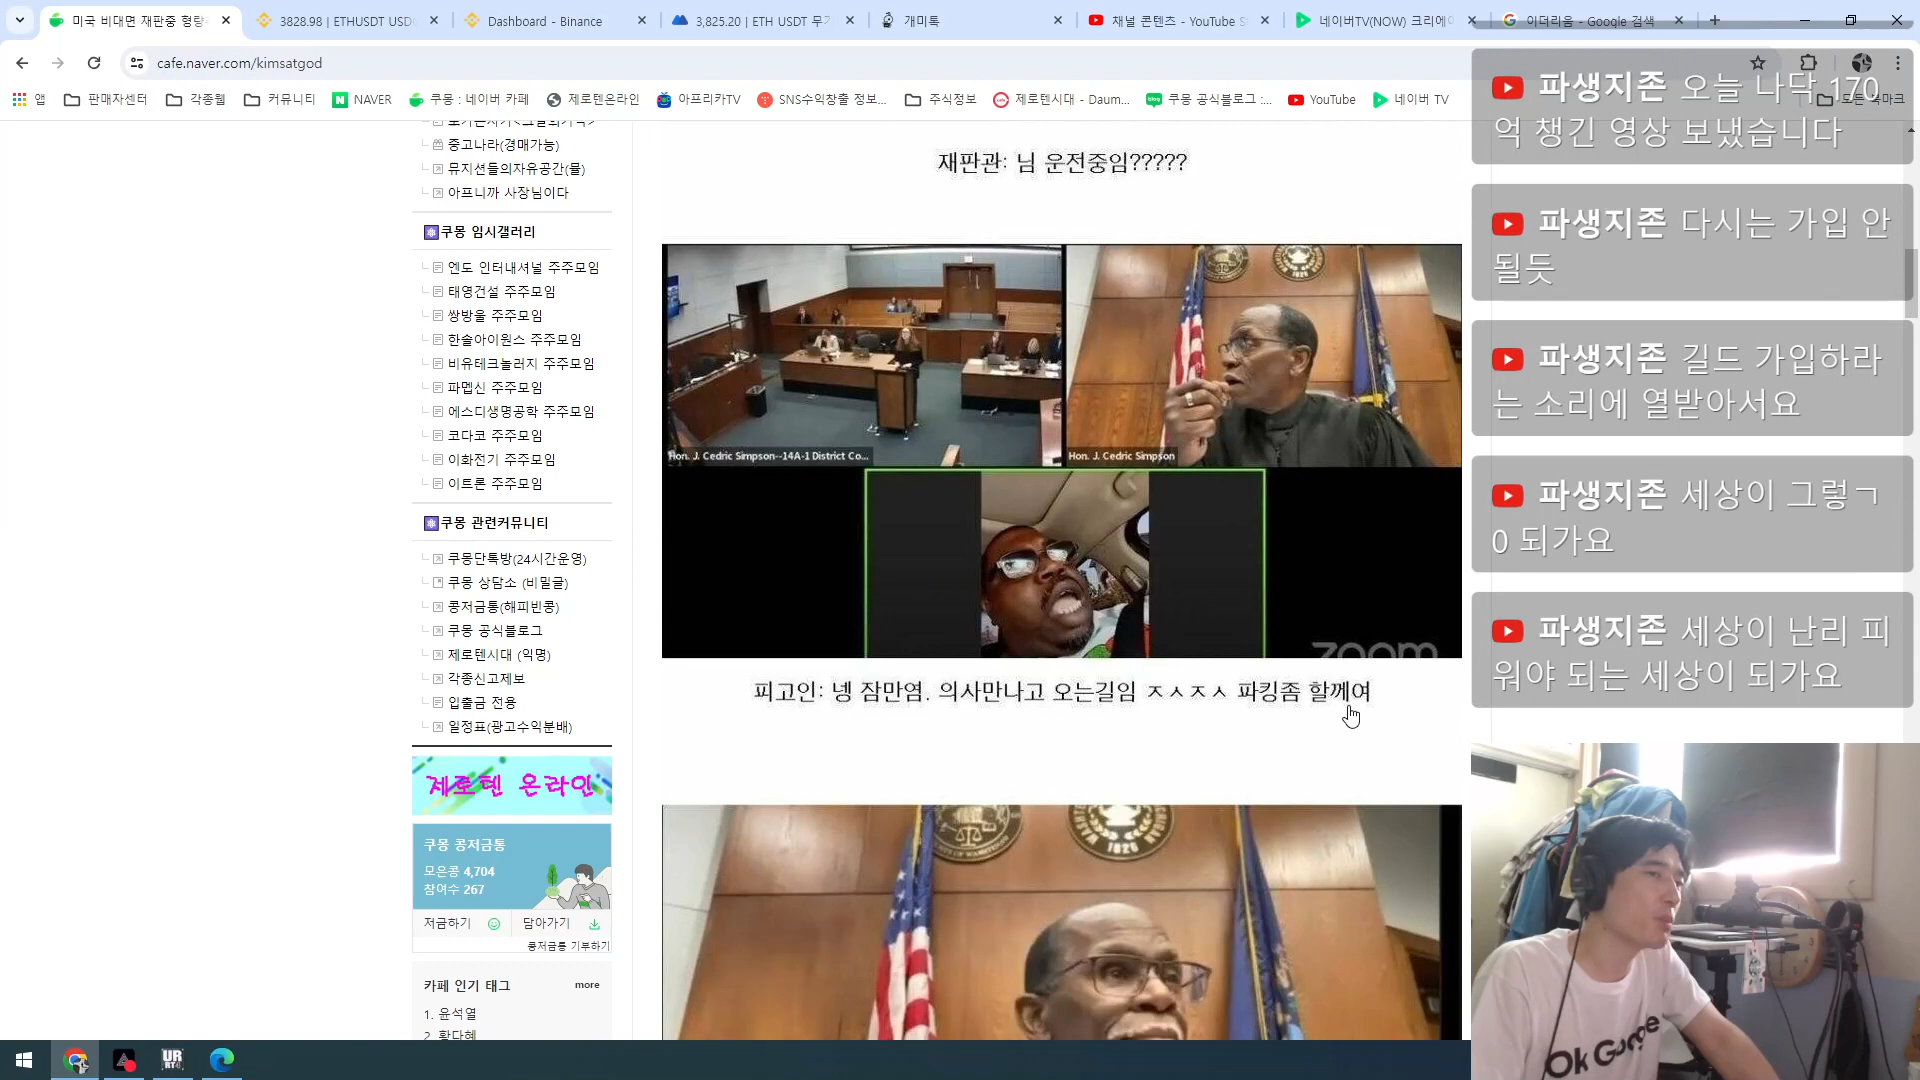 미국 비대면 재판중 형량
3828.98 | ETHUSDT USD
Dashboard - Binance
3,825.20 | ETH USDT 무
개미톡
채널 콘텐츠 - YouTube S
네이버TV(NOW) 크리에
이더리움 - Google 검색
cafe.naver.com/kimsatgod
앱
판매자센터
각종웹
커뮤니티
NAVER
쿠몽 : 네이버 카페
제로텐온라인
아프리카TV
SNS수익창출 정보...
주식정보
제로텐시대 - Daum...
쿠몽 공식블로그 :...
YouTube
네이버 TV
모든 북마크
중고나라(경매가능)
뮤지션들의자유공간(뮬)
아프니까 사장님이다
쿠몽 임시갤러리
엔도 인터내셔널 주주모임
태영건설 주주모임
쌍방울 주주모임
한솔아이원스 주주모임
비유테크놀러지 주주모임
파멥신 주주모임
에스디생명공학 주주모임
코다코 주주모임
이화전기 주주모임
이트론 주주모임
쿠몽 관련커뮤니티
쿠몽단톡방(24시간운영)
쿠몽 상담소 (비밀글)
콩저금통(해피빈콩)
쿠몽 공식블로그
제로텐시대 (익명)
각종신고제보
입출금 전용
일정표(광고수익분배)
제로텐 온라인
쿠몽 콩저금통
모은콩 4,704
참여수 267
저금하기
담아가기
콩저금통 기부하기
카페 인기 태그
more
1. 윤석열
2. 황다혜
재판관: 님 운전중임?????
Hon. J. Cedric Simpson--14A-1 District Co...
Hon. J. Cedric Simpson
zoom
피고인: 넹 잠만염. 의사만나고 오는길임 ㅈㅅㅈㅅ 파킹좀 할께여
1826
파생지존 오늘 나닥 170
억 챙긴 영상 보냈습니다
파생지존 다시는 가입 안
될듯
파생지존 길드 가입하라
는 소리에 열받아서요
파생지존 세상이 그렇ㄱ
0 되가요
파생지존 세상이 난리 피
워야 되는 세상이 되가요
Ok Google
UR
RT4